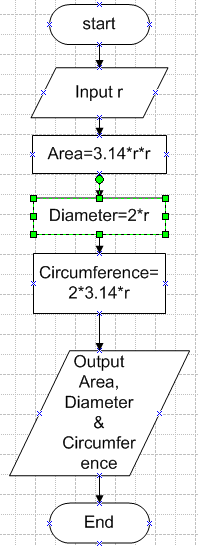 start
Input r
Area=3.14*r*r
Diameter=2*r
Circumference=
2*3.14*r
Output
Area,
Diameter
&
Circumfer
ence
End